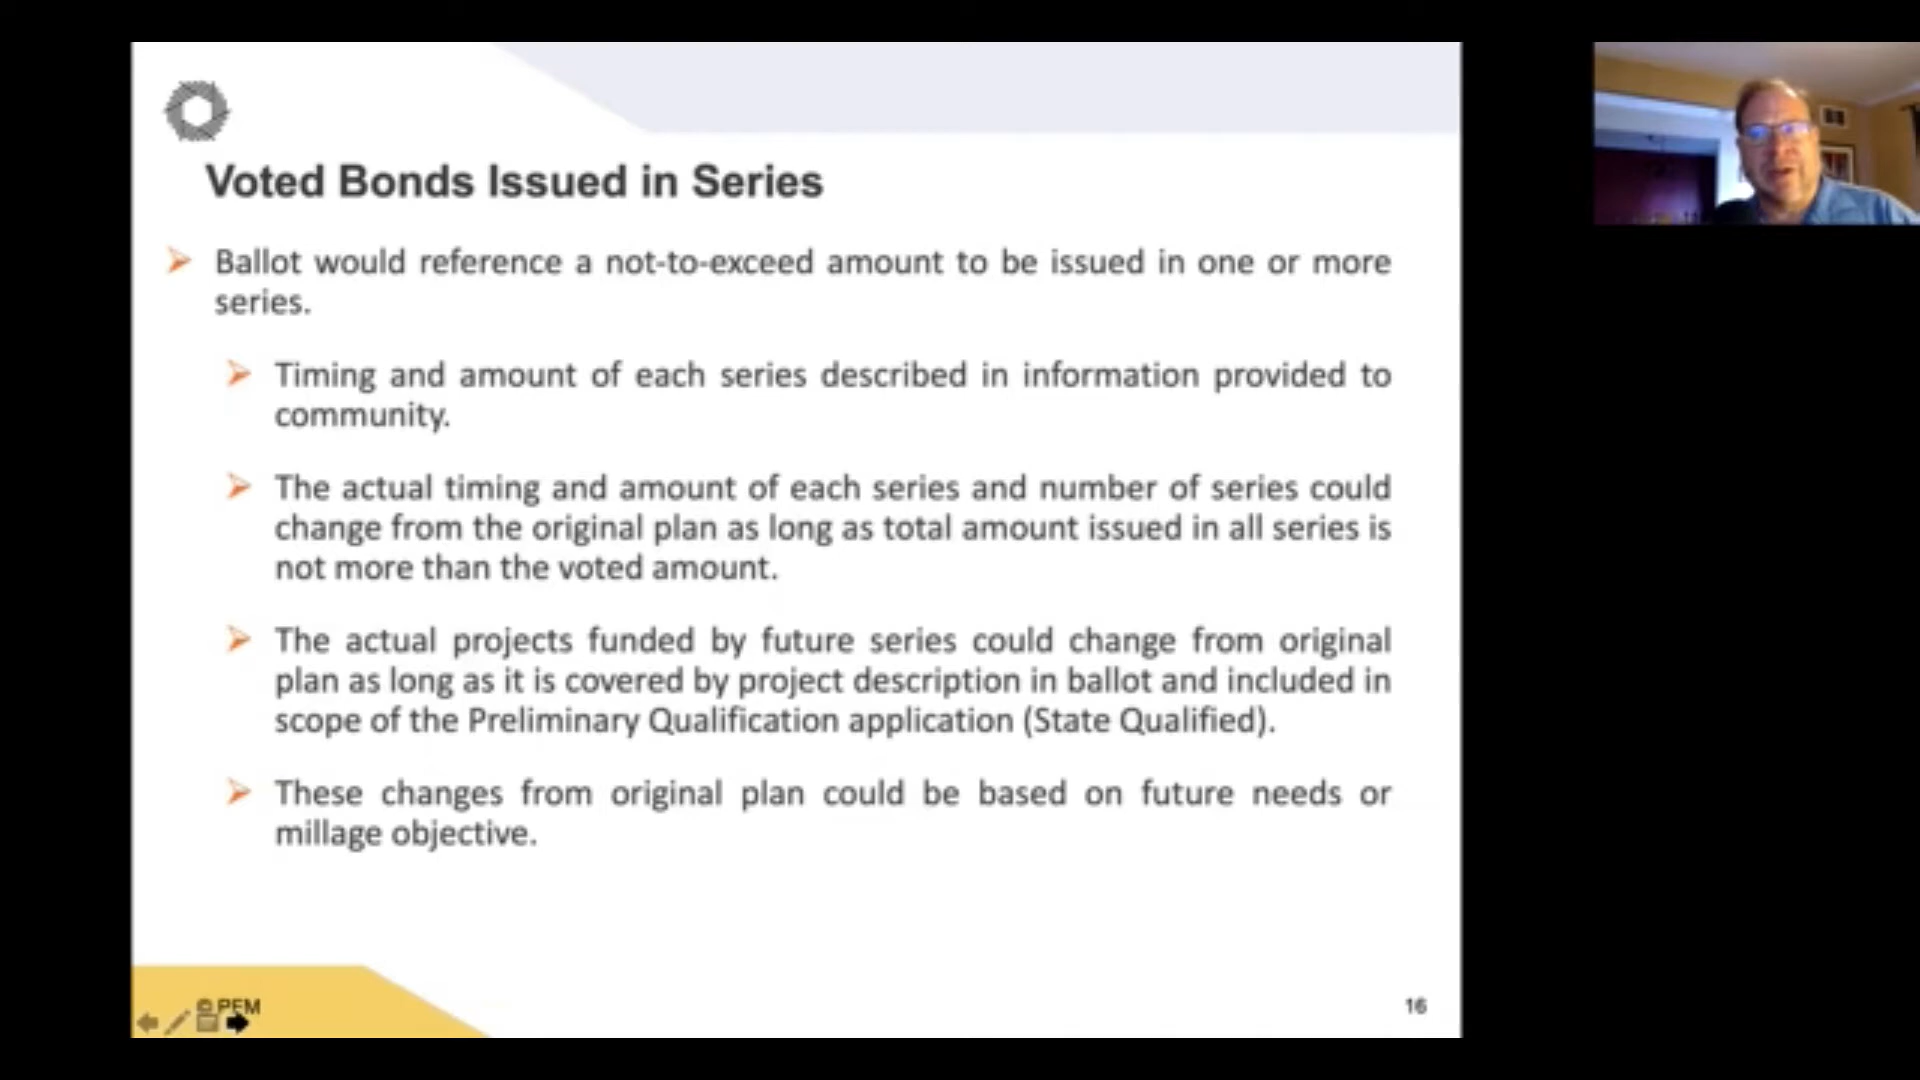 Voted Bonds Issued in Series
Ballot would reference a not-to-exceed amount to be issued in one or more
series.
Timing and amount of each series described in information provided to
community.
The actual timing and amount of each series and number of series could
change from the original plan as long as total amount issued in all series is
not more than the voted amount.
The actual projects funded by future series could change from original
plan as long as it is covered by project description in ballot and included in
scope of the Preliminary Qualification application (State Qualified).
These changes from original plan could be based on future needs or
millage objective.
© PFM
16